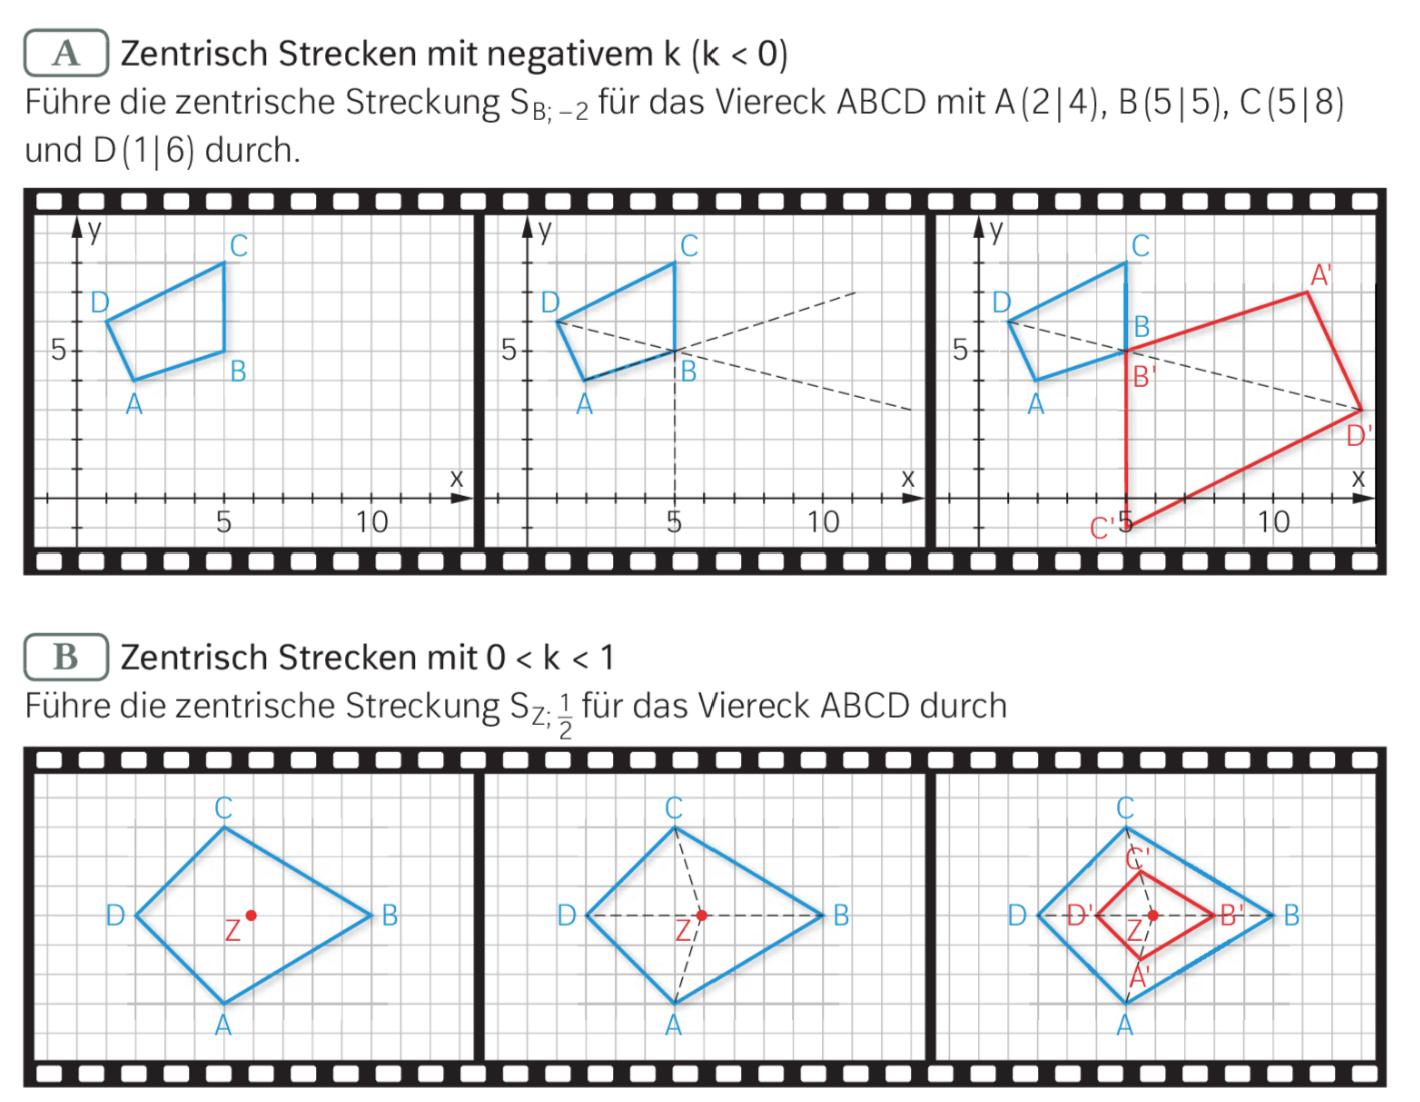 A Zentrisch Strecken mit negativem k (k < 0)
Führe die zentrische Streckung S B; −2 für das Viereck ABCD mit A(2|4), B(5|5), C(5|8)
und D(1|6) durch.
y
C
D
5
B
A
x
5 10
y
C
D
5
B
A
x
5 10
y
C
A'
D
B
5
B'
A
D'
x
C' 5 10
B Zentrisch Strecken mit 0 < k < 1
Führe die zentrische Streckung S Z; 1/2 für das Viereck ABCD durch
C
D Z B
A
C
D Z B
A
C
C'
D D' Z B' B
A'
A